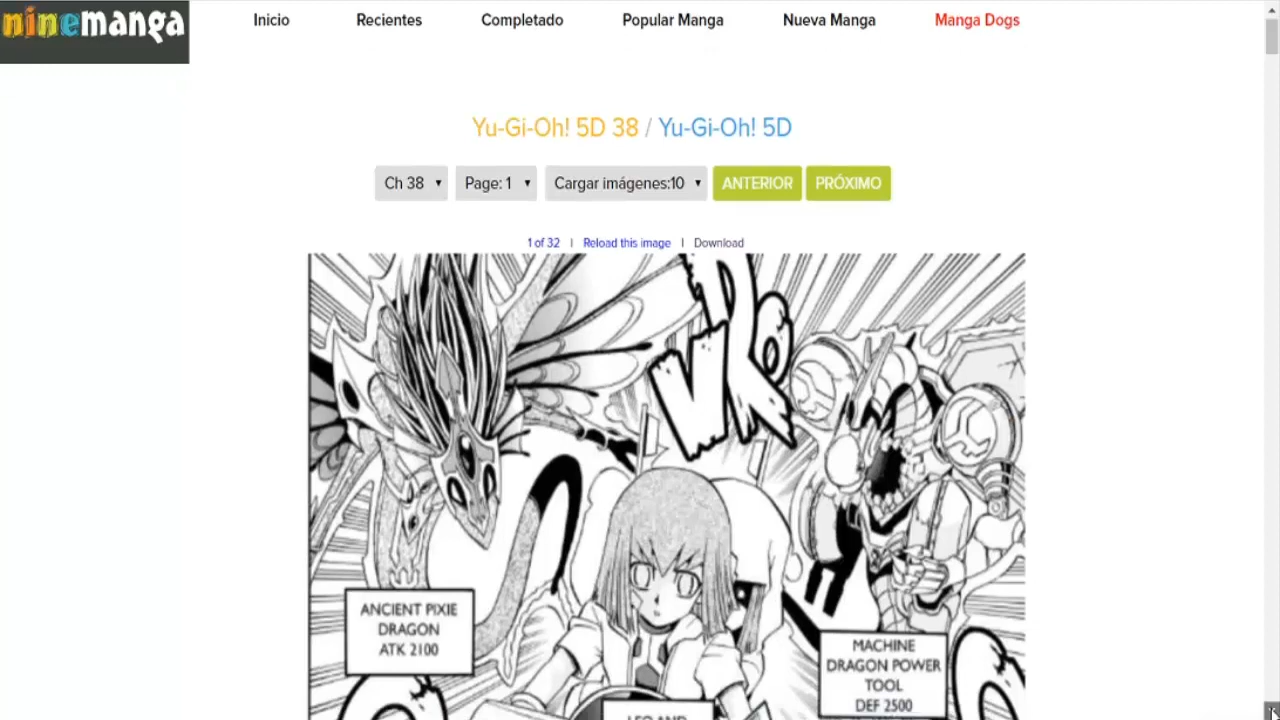 ninemanga
Inicio Recientes Completado Popular Manga Nueva Manga Manga Dogs
Yu-Gi-Oh! 5D 38 / Yu-Gi-Oh! 5D
Ch 38 Page: 1 Cargar imágenes:10 ANTERIOR PRÓXIMO
1 of 32 | Reload this image | Download
ANCIENT PIXIE
DRAGON
ATK 2100
MACHINE
DRAGON POWER
TOOL
DEF 2500
LEO AND